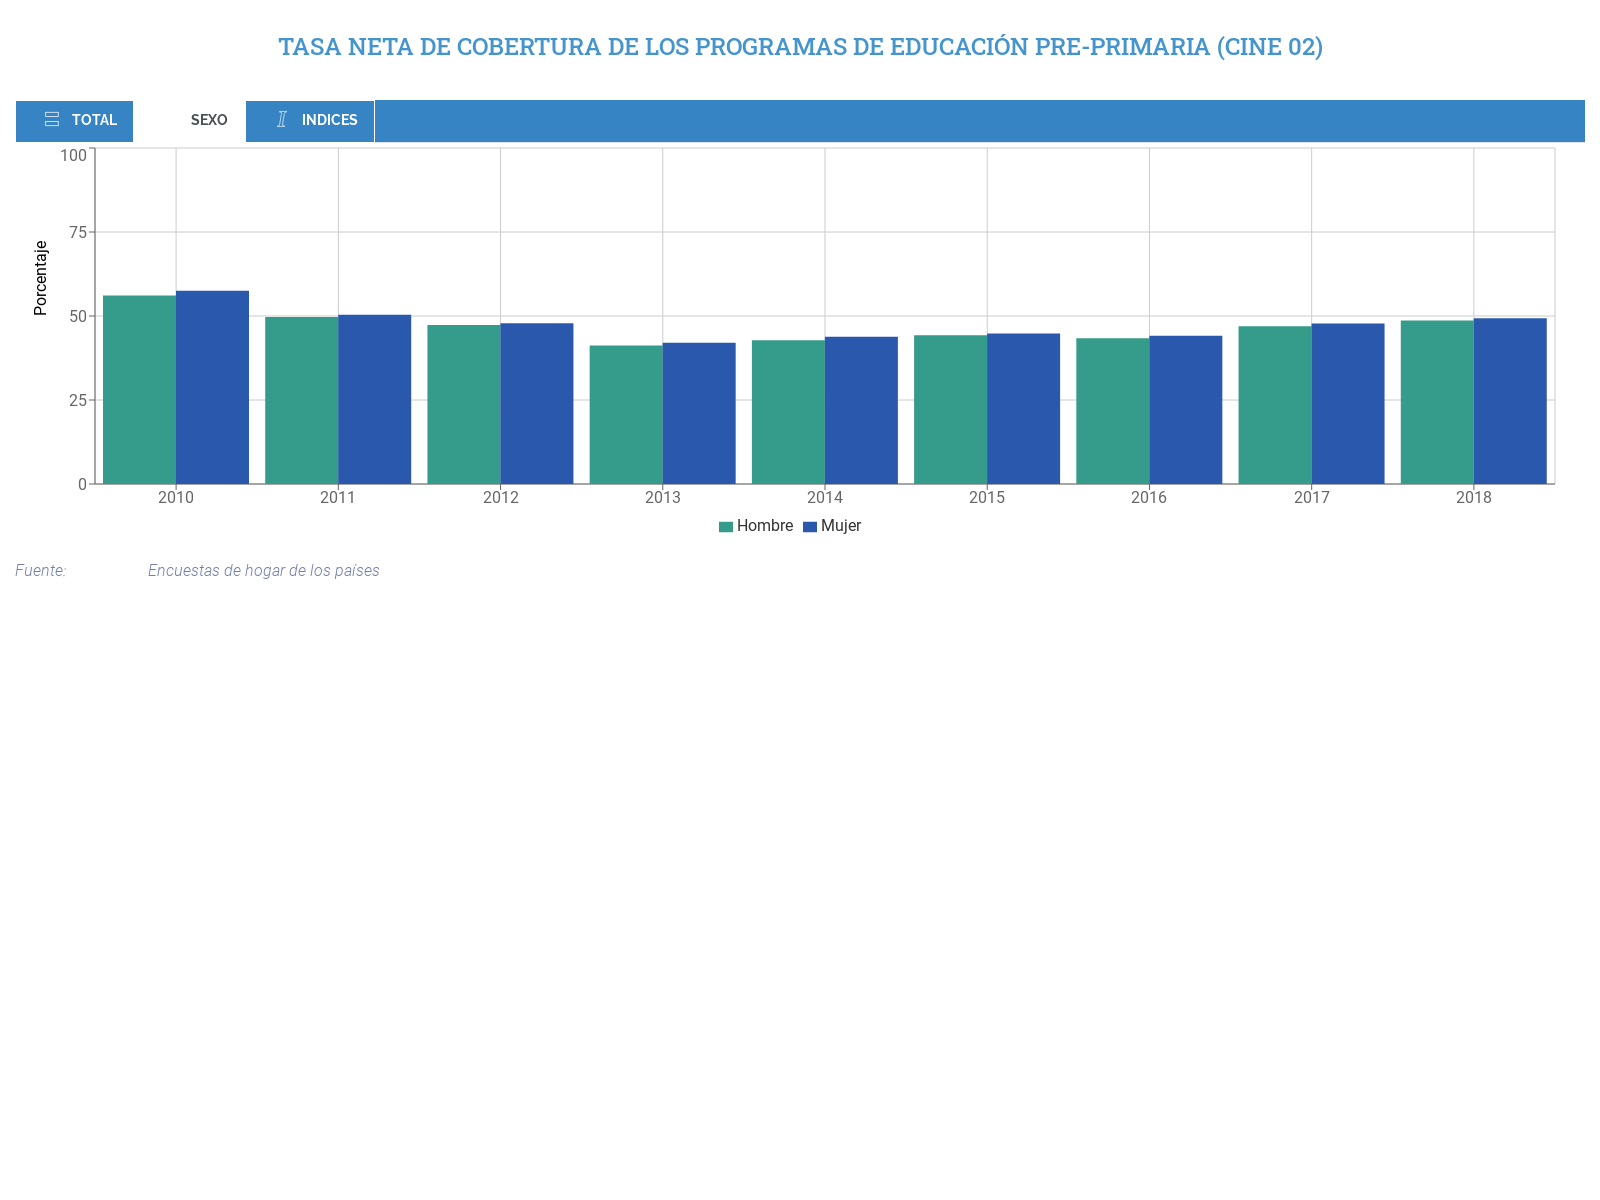 TASA NETA DE COBERTURA DE LOS PROGRAMAS DE EDUCACIÓN PRE-PRIMARIA (CINE 02)
TOTAL SEXO INDICES
Porcentaje
100
75
50
25
0
2010 2011 2012 2013 2014 2015 2016 2017 2018
Hombre Mujer
Fuente: Encuestas de hogar de los países